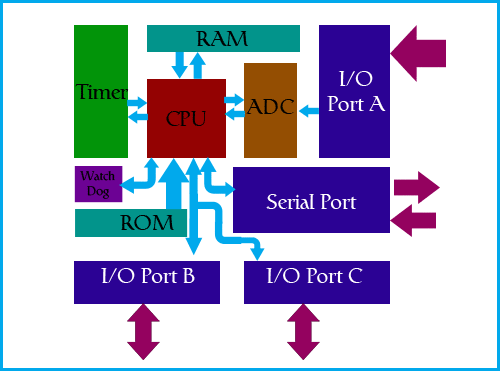 RAM
Timer
CPU
ADC
I/O
Port A
Watch
Dog
ROM
Serial Port
I/O Port B
I/O Port C